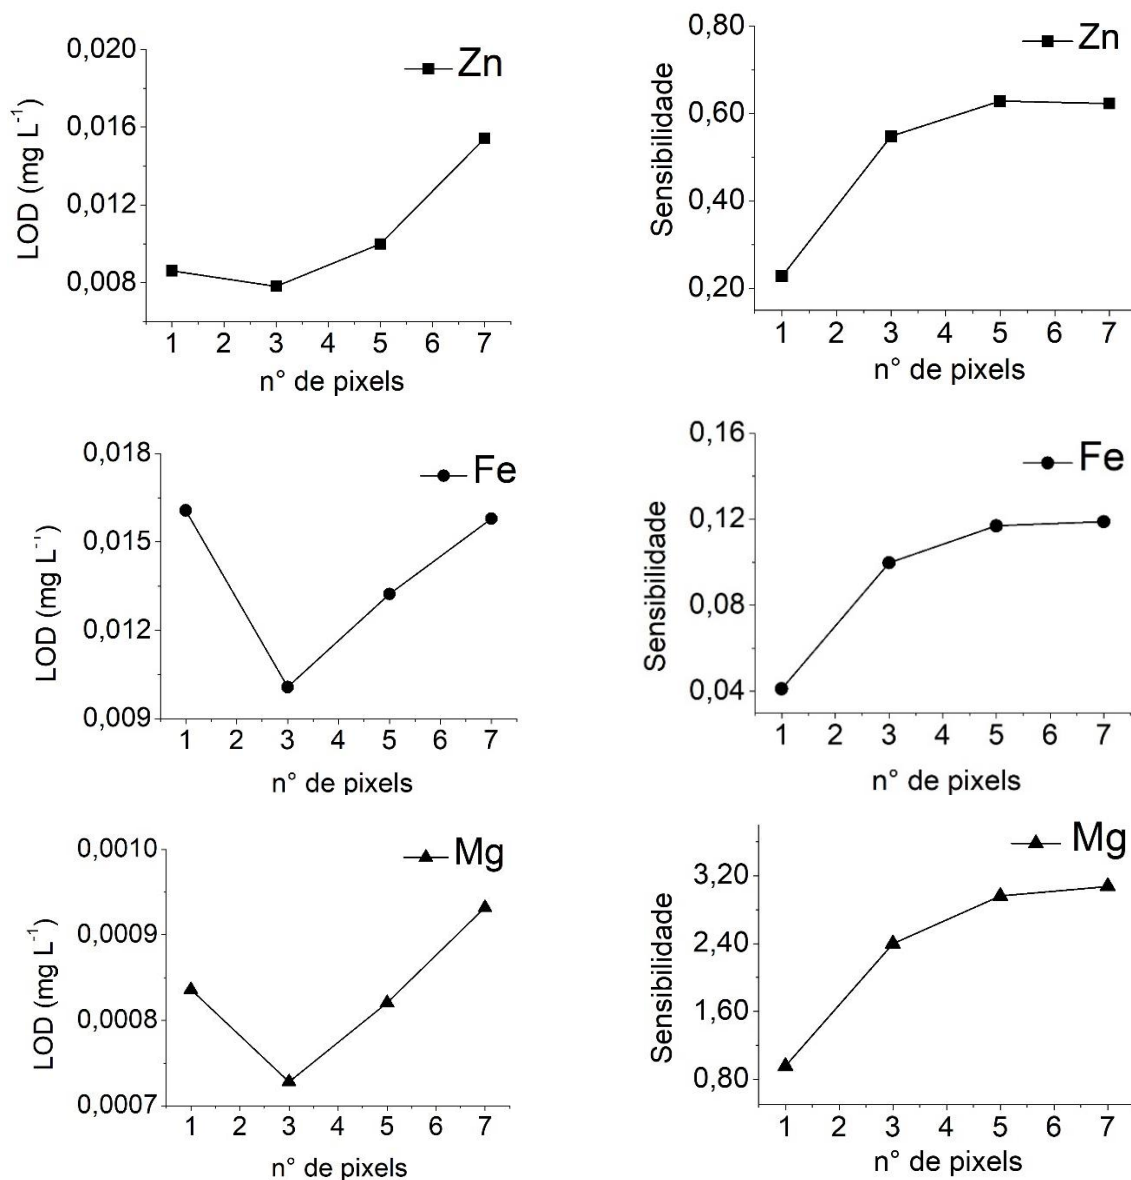 0,020
Zn
0,016
0,012
0,008
LOD (mg L⁻¹)
1 2 3 4 5 6 7
n° de pixels
0,80
Zn
0,60
0,40
0,20
Sensibilidade
1 2 3 4 5 6 7
n° de pixels
0,018
Fe
0,015
0,012
0,009
LOD (mg L⁻¹)
1 2 3 4 5 6 7
n° de pixels
0,16
Fe
0,12
0,08
0,04
Sensibilidade
1 2 3 4 5 6 7
n° de pixels
0,0010
Mg
0,0009
0,0008
0,0007
LOD (mg L⁻¹)
1 2 3 4 5 6 7
n° de pixels
Mg
3,20
2,40
1,60
0,80
Sensibilidade
1 2 3 4 5 6 7
n° de pixels